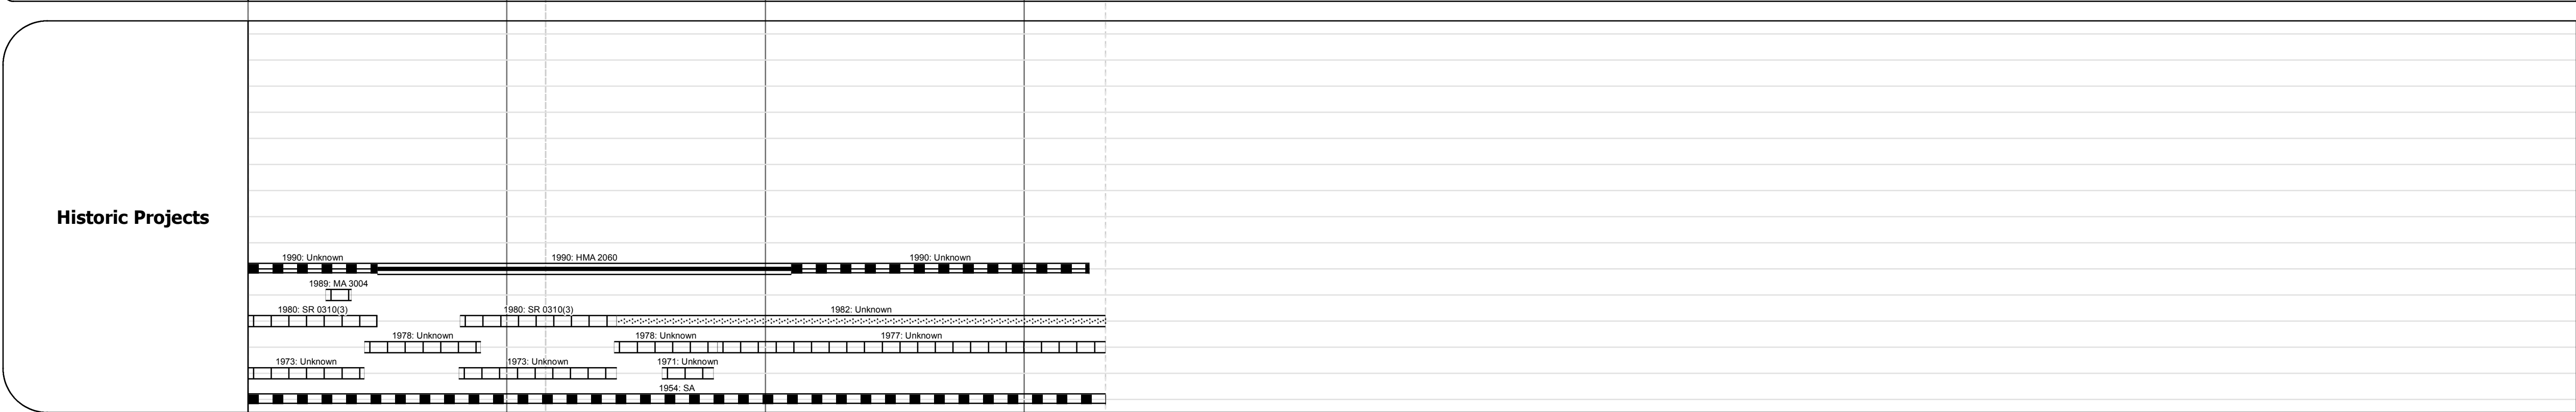 Historic Projects
1990: Unknown 1990: HMA 2060 1990: Unknown
1989: MA 3004
1980: SR 0310(3) 1980: SR 0310(3) 1982: Unknown
1978: Unknown 1978: Unknown 1977: Unknown
1973: Unknown 1973: Unknown 1971: Unknown
1954: SA